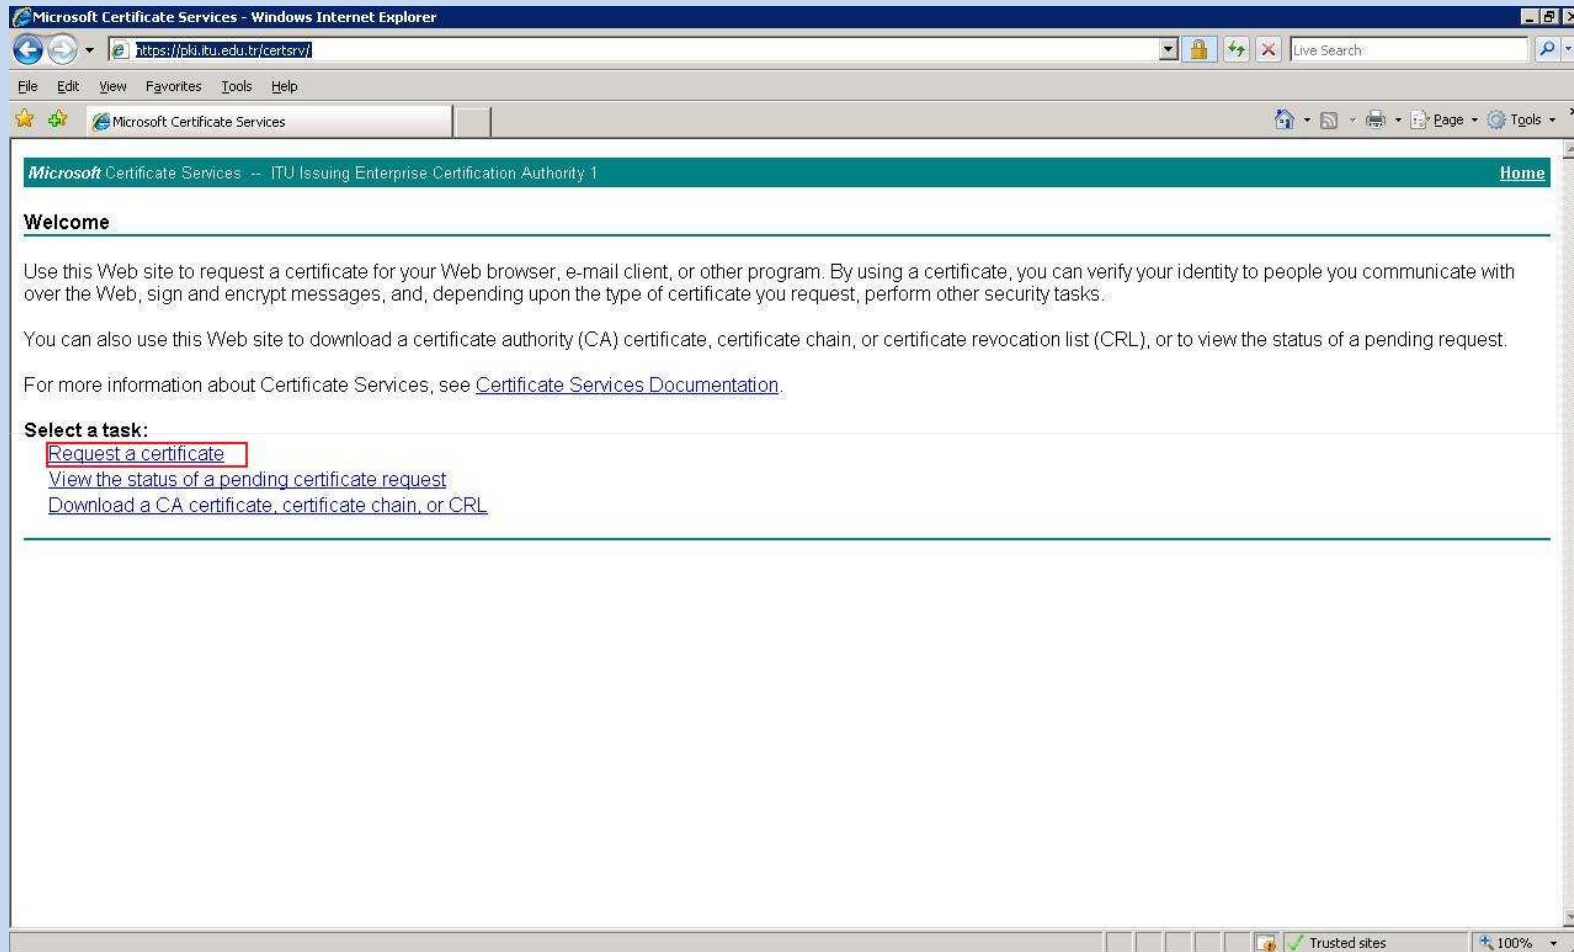 Microsoft Certificate Services - Windows Internet Explorer
https://pki.itu.edu.tr/certsrv/
Live Search
File Edit View Favorites Tools Help
Microsoft Certificate Services
Page Tools
Microsoft Certificate Services -- ITU Issuing Enterprise Certification Authority 1
Home
Welcome
Use this Web site to request a certificate for your Web browser, e-mail client, or other program. By using a certificate, you can verify your identity to people you communicate with
over the Web, sign and encrypt messages, and, depending upon the type of certificate you request, perform other security tasks.
You can also use this Web site to download a certificate authority (CA) certificate, certificate chain, or certificate revocation list (CRL), or to view the status of a pending request.
For more information about Certificate Services, see Certificate Services Documentation.
Select a task:
Request a certificate
View the status of a pending certificate request
Download a CA certificate, certificate chain, or CRL
Trusted sites
100%